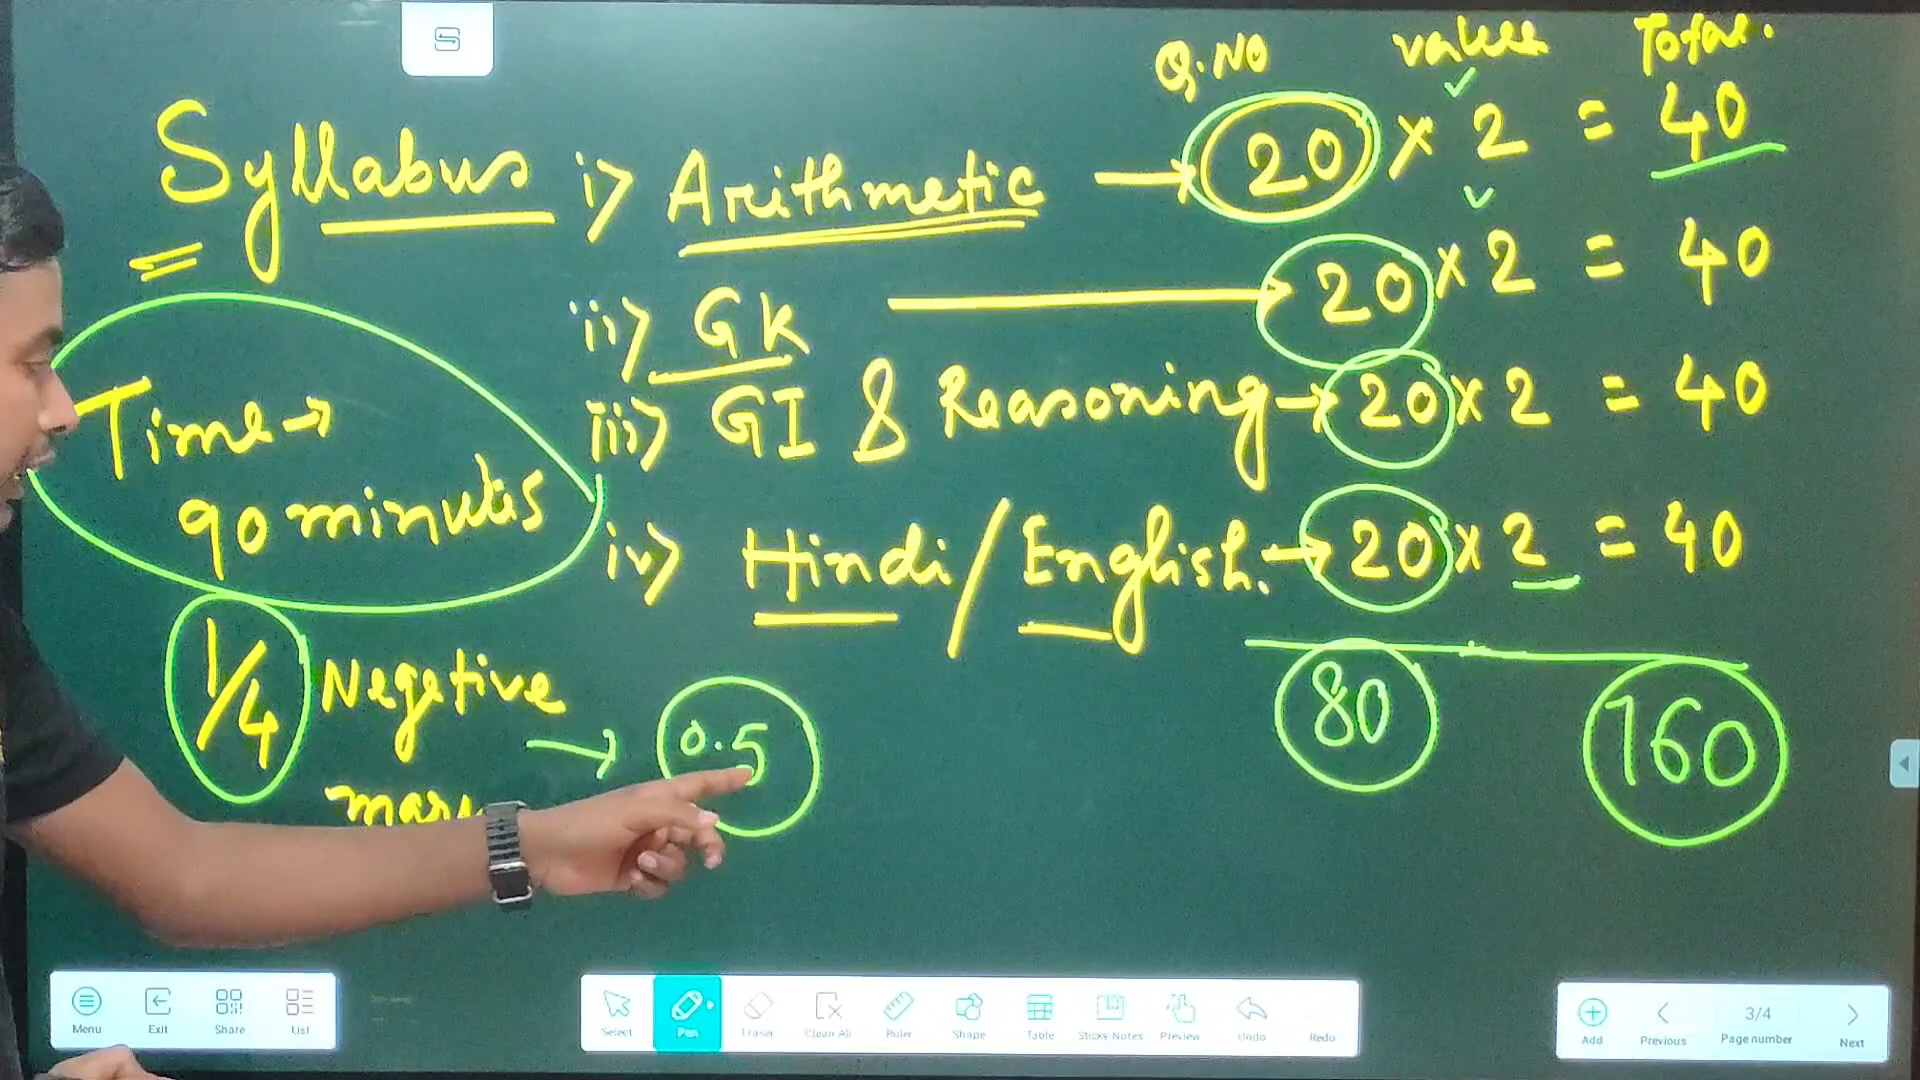 Q.NO value Total.
Syllabus i) Arithmetic → 20 × 2 = 40
ii) GK → 20 × 2 = 40
iii) GI & Reasoning → 20 × 2 = 40
iv) Hindi / English. → 20 × 2 = 40
80 160
Time →
90 minutes
1/4 Negetive → 0.5
Menu Exit Share List
Select Pen Eraser Clean All Ruler Shape Table Sticky Notes Preview Undo Redo
Add Previous 3/4 Page number Next